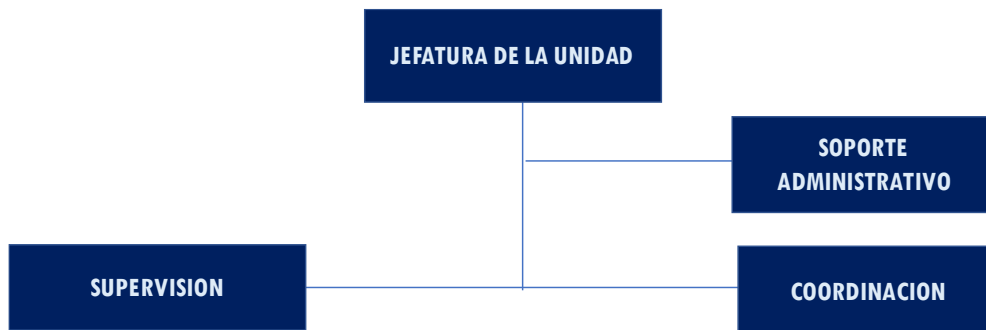 JEFATURA DE LA UNIDAD
SOPORTE
ADMINISTRATIVO
SUPERVISION
COORDINACION